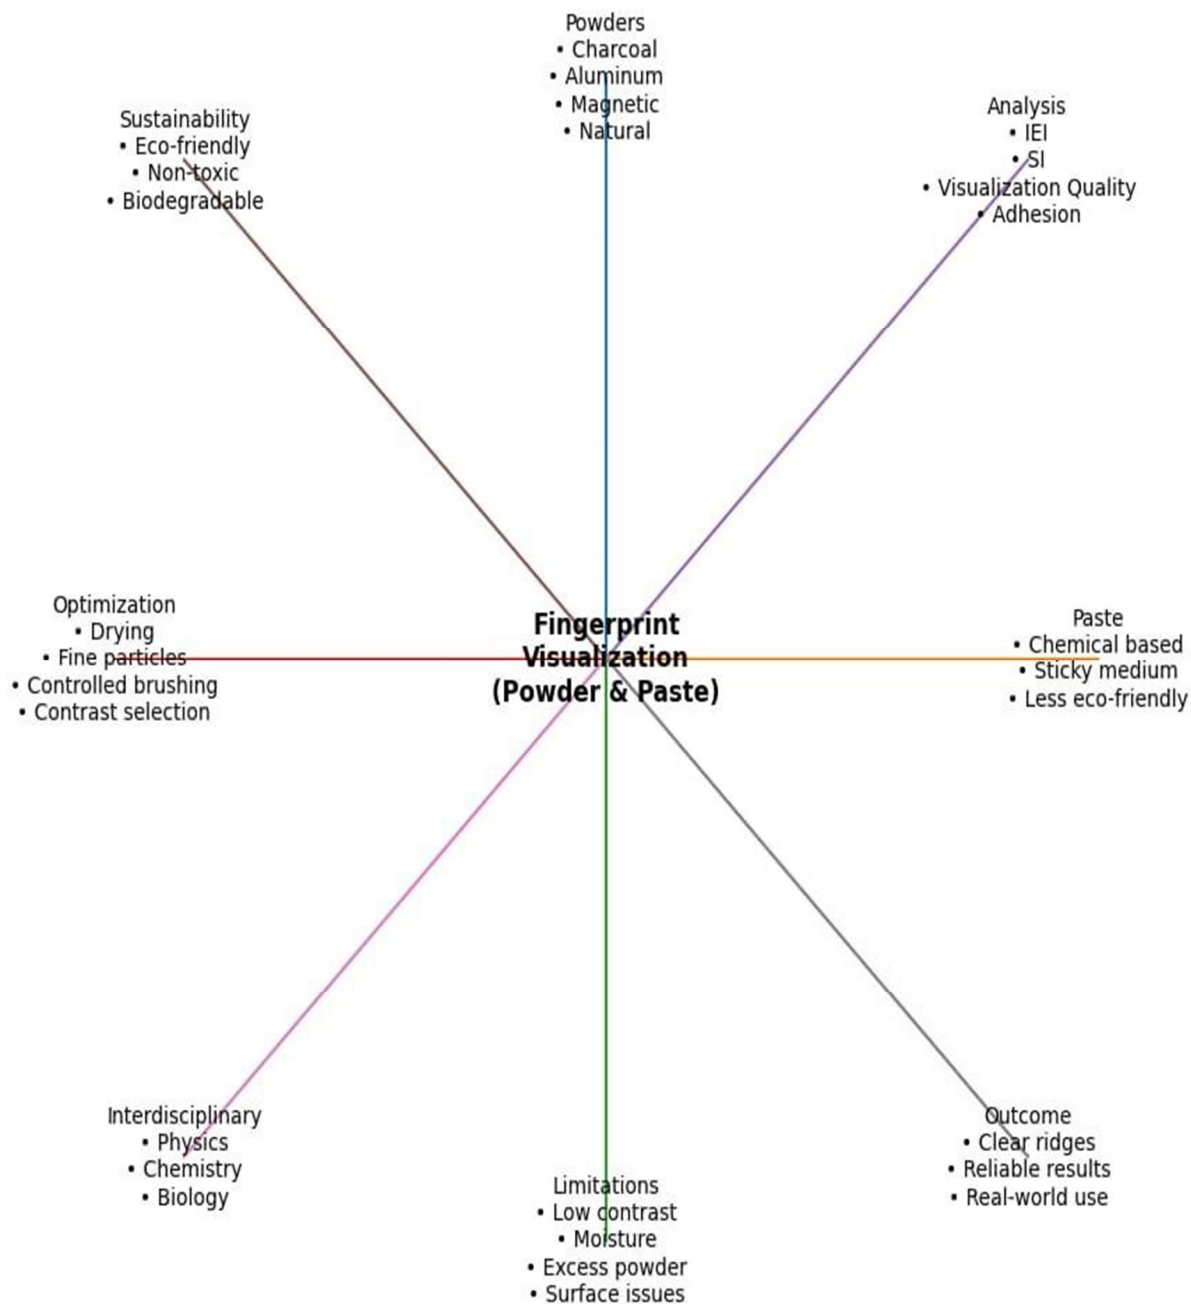 Powders
• Charcoal
• Aluminum
• Magnetic
• Natural
Sustainability
• Eco-friendly
• Non-toxic
• Biodegradable
Analysis
• IEI
• SI
• Visualization Quality
• Adhesion
Optimization
• Drying
• Fine particles
• Controlled brushing
• Contrast selection
Fingerprint
Visualization
(Powder & Paste)
Paste
• Chemical based
• Sticky medium
• Less eco-friendly
Interdisciplinary
• Physics
• Chemistry
• Biology
Limitations
• Low contrast
• Moisture
• Excess powder
• Surface issues
Outcome
• Clear ridges
• Reliable results
• Real-world use